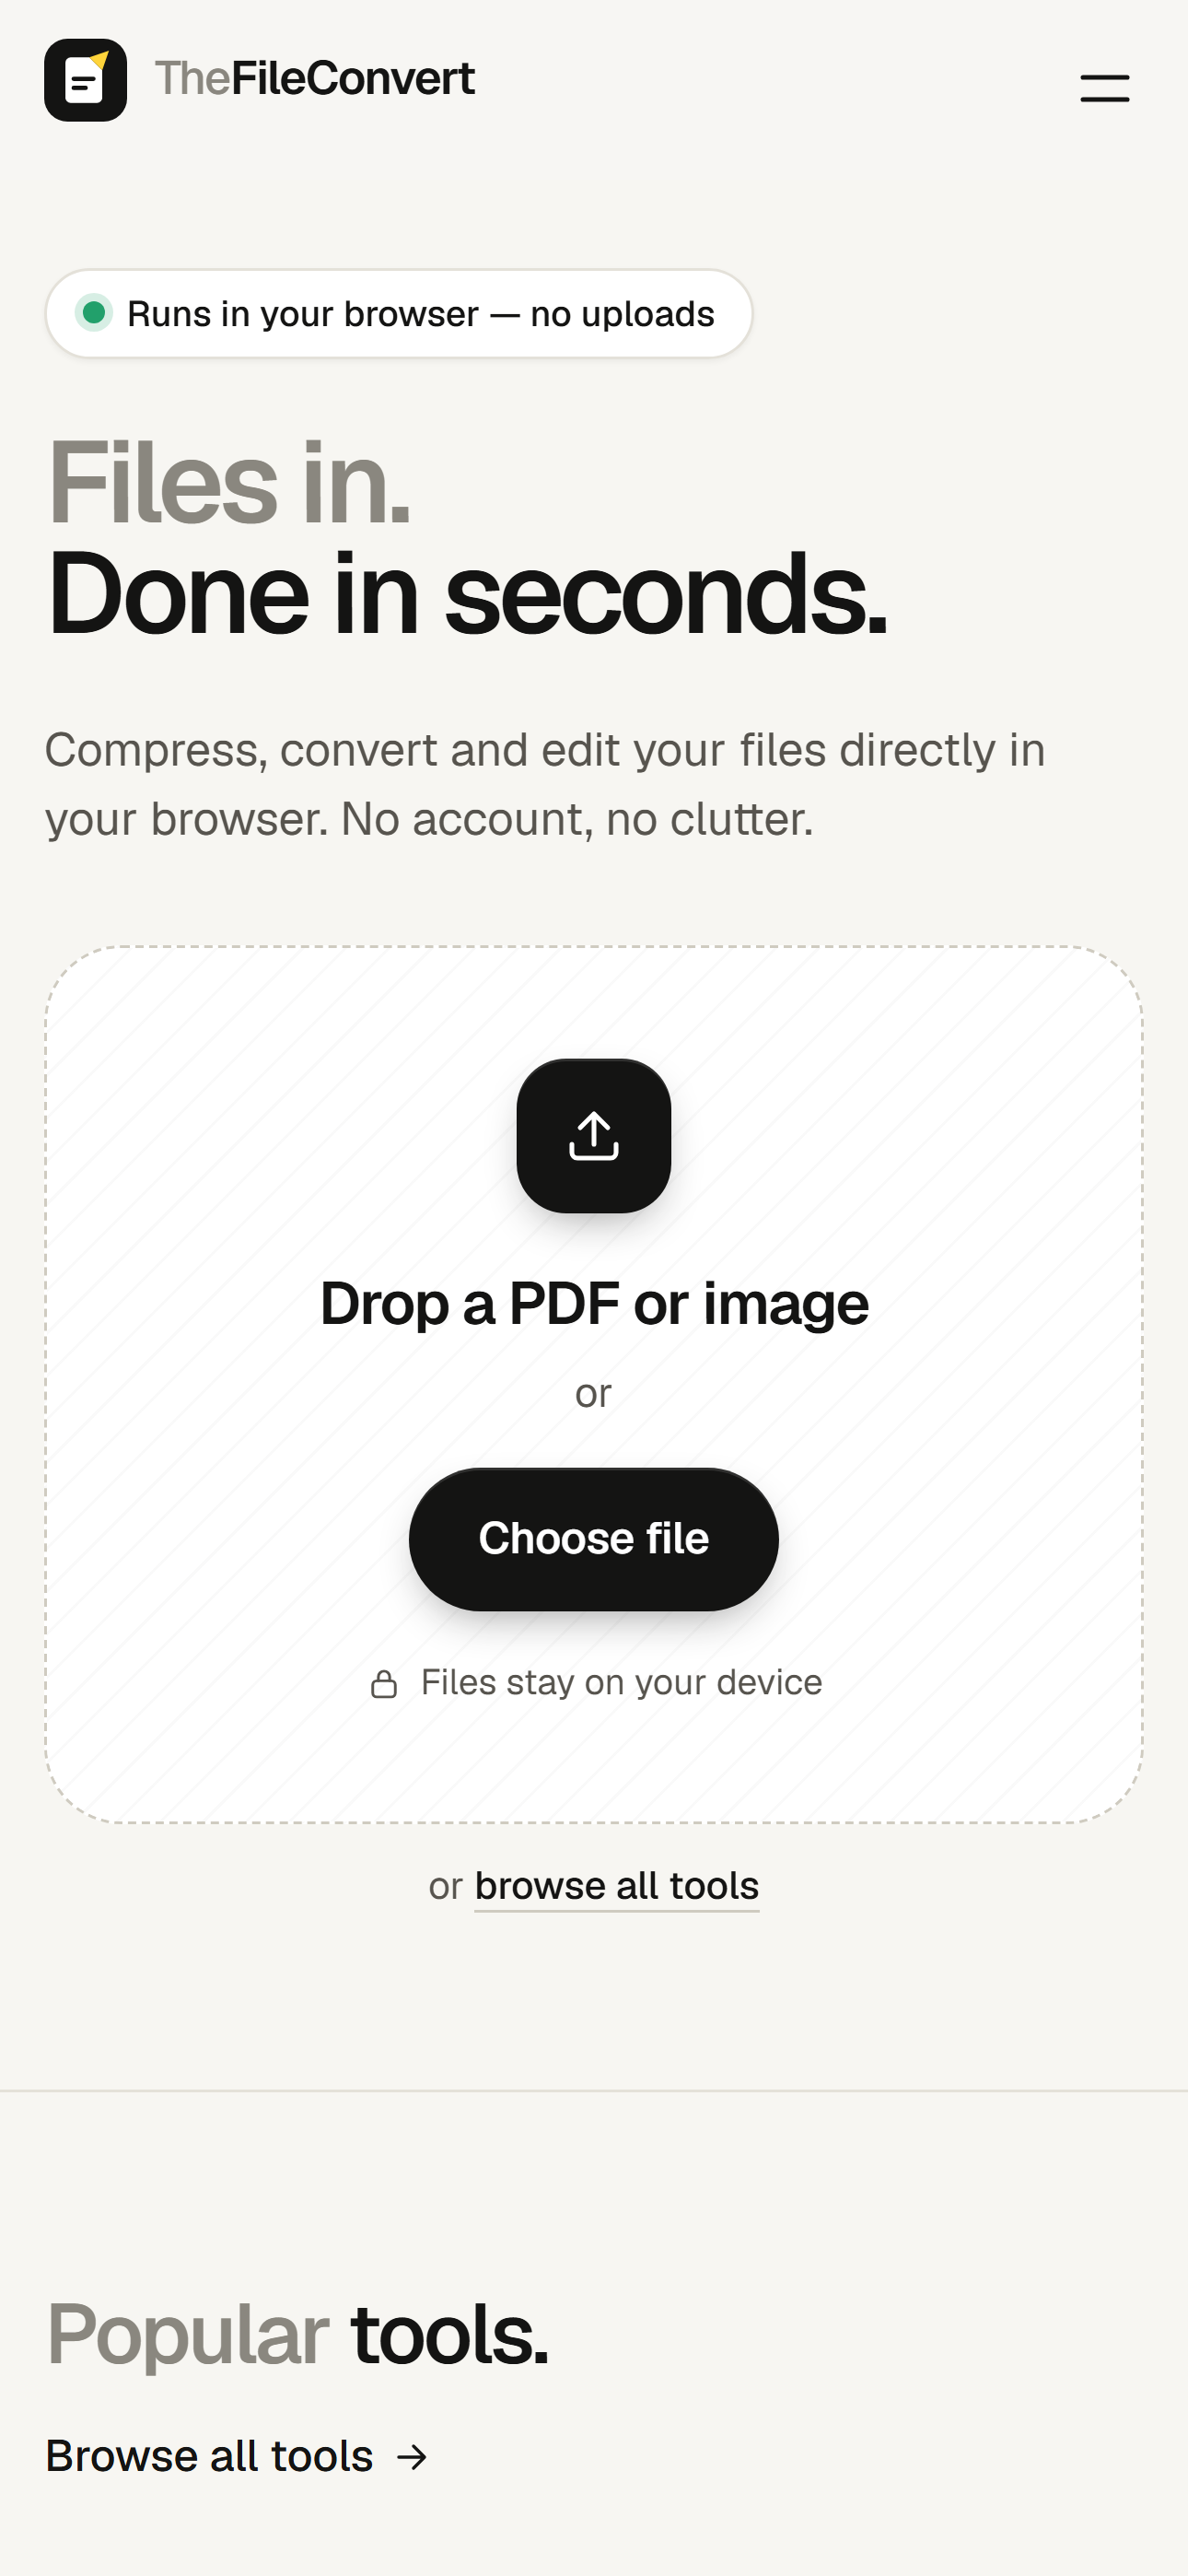 TheFileConvert
Runs in your browser — no uploads
Files in.
Done in seconds.
Compress, convert and edit your files directly in
your browser. No account, no clutter.
Drop a PDF or image
or
Choose file
Files stay on your device
or browse all tools
Popular tools.
Browse all tools →